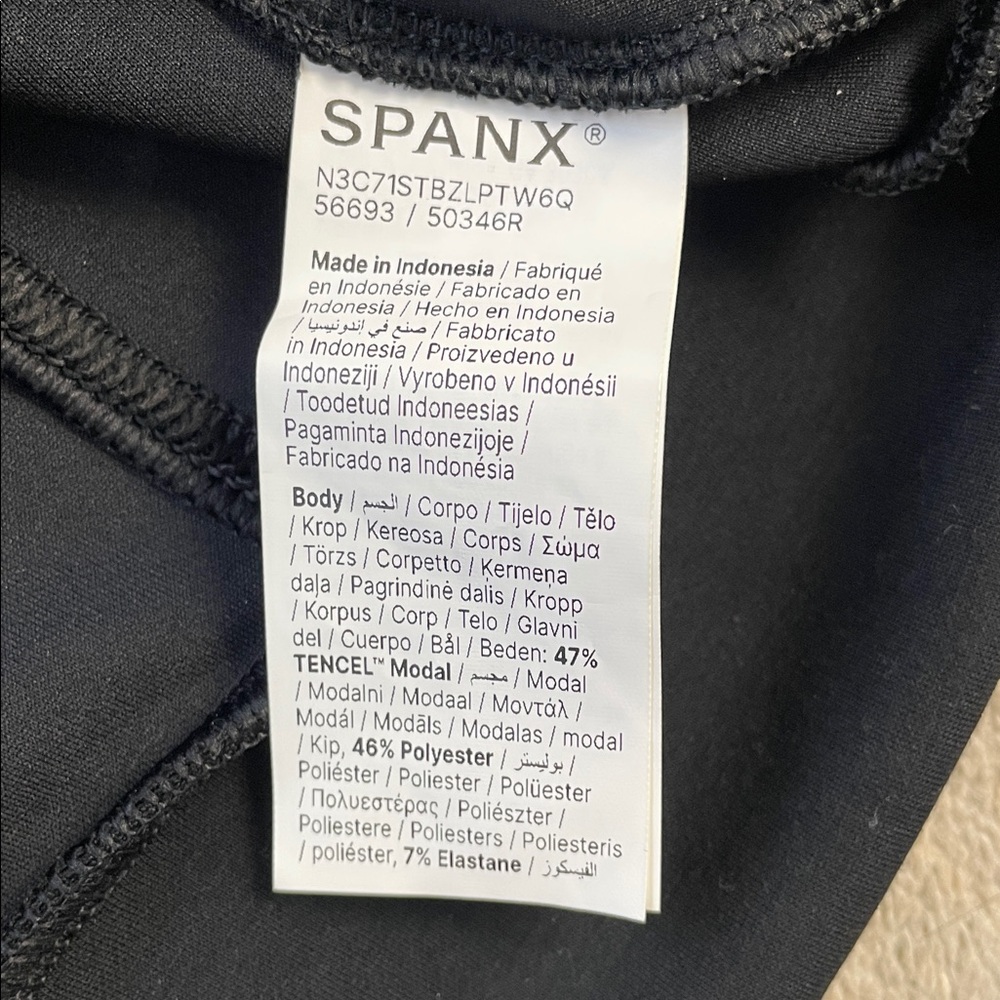 SPANX®
N3C71STBZLPTW6Q
56693 / 50346R
Made in Indonesia / Fabriqué
en Indonésie / Fabricado en
Indonesia / Hecho en Indonesia
/ صنع في إندونيسيا / Fabbricato
in Indonesia / Proizvedeno u
Indoneziji / Vyrobeno v Indonésii
/ Toodetud Indoneesias /
Pagaminta Indonezijoje /
Fabricado na Indonésia
Body / الجسم / Corpo / Tijelo / Tělo
/ Krop / Kereosa / Corps / Σώμα
/ Törzs / Corpetto / Ķermeņa
daļa / Pagrindinė dalis / Kropp
/ Korpus / Corp / Telo / Glavni
del / Cuerpo / Bål / Beden: 47%
TENCEL™ Modal / مجسم / Modal
/ Modalni / Modaal / Μοντάλ /
Modál / Modāls / Modalas / modal
/ Kip, 46% Polyester / بوليستر /
Poliéster / Poliester / Polüester
/ Πολυεστέρας / Poliészter /
Poliestere / Poliesters / Poliesteris
/ poliéster, 7% Elastane / الفيسكوز